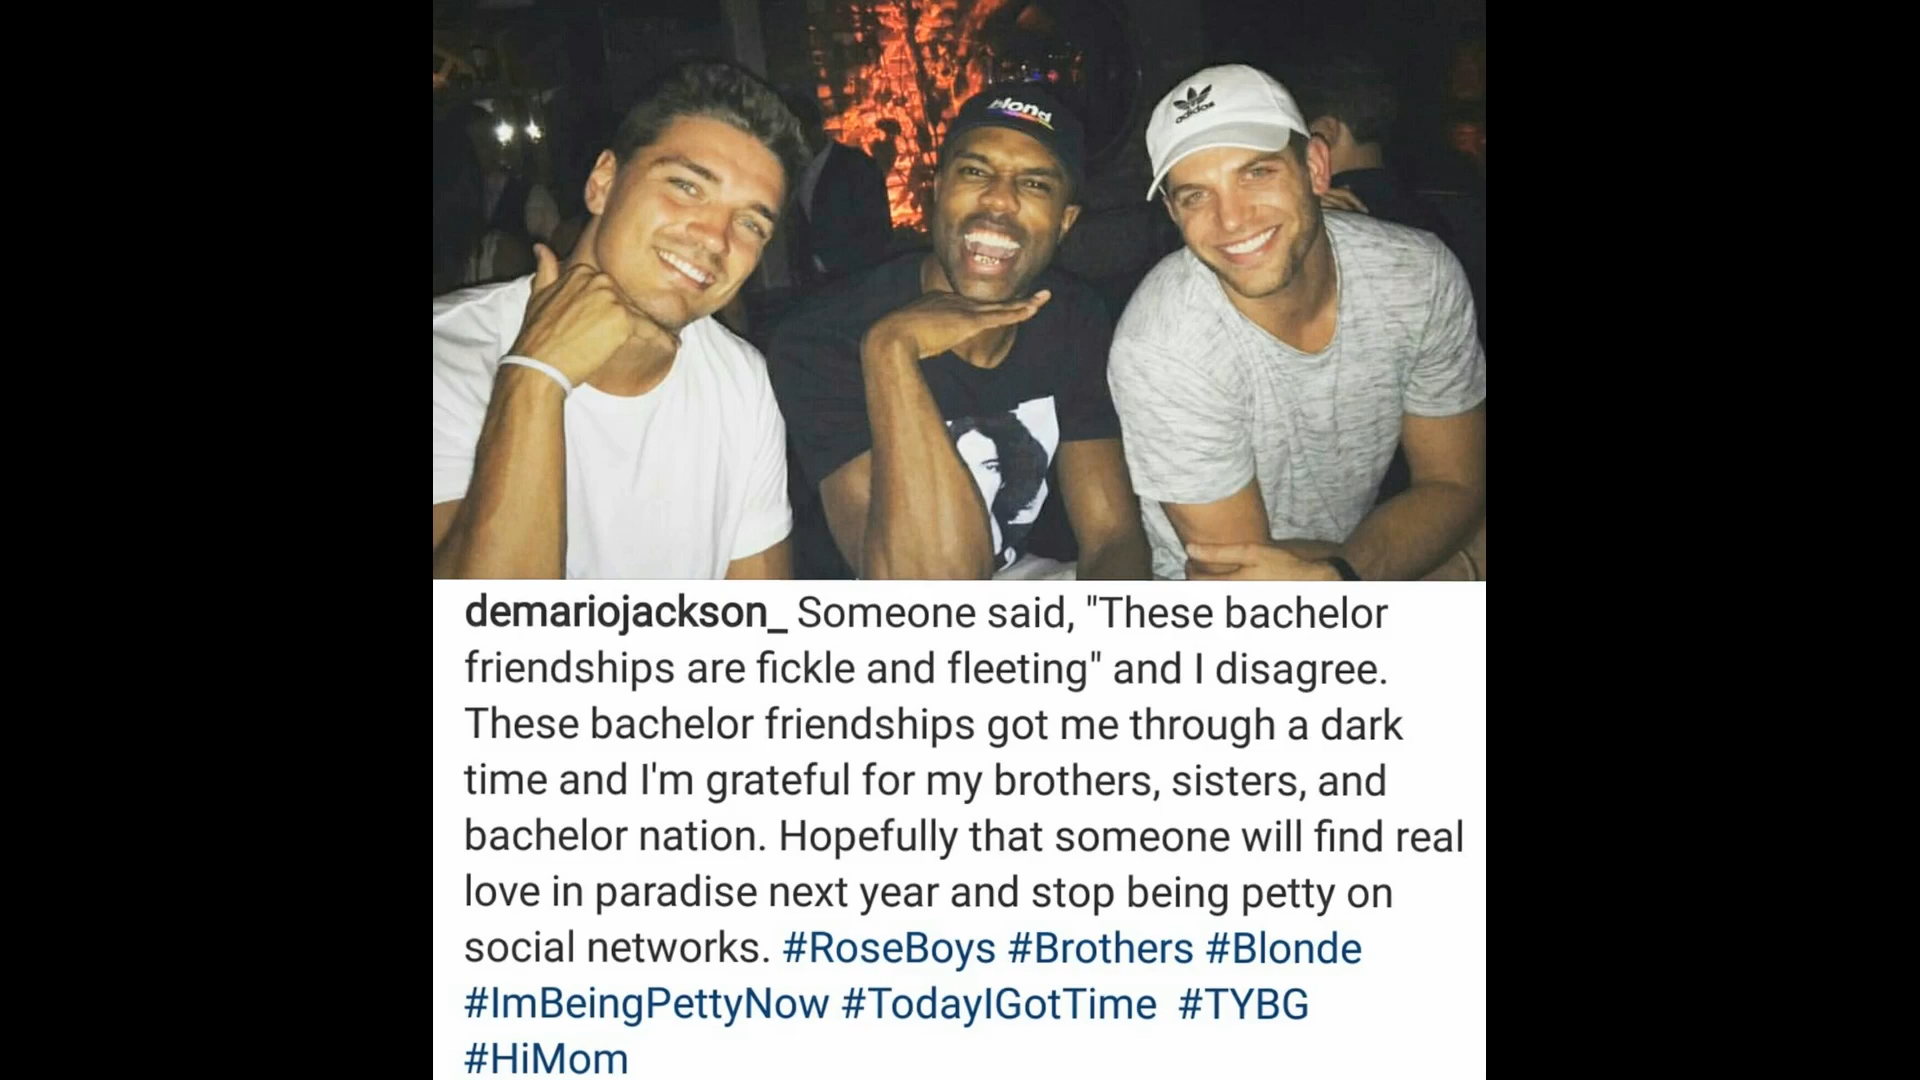 blond
adidas
demariojackson_ Someone said, "These bachelor
friendships are fickle and fleeting" and I disagree.
These bachelor friendships got me through a dark
time and I'm grateful for my brothers, sisters, and
bachelor nation. Hopefully that someone will find real
love in paradise next year and stop being petty on
social networks. #RoseBoys #Brothers #Blonde
#ImBeingPettyNow #TodayIGotTime #TYBG
#HiMom